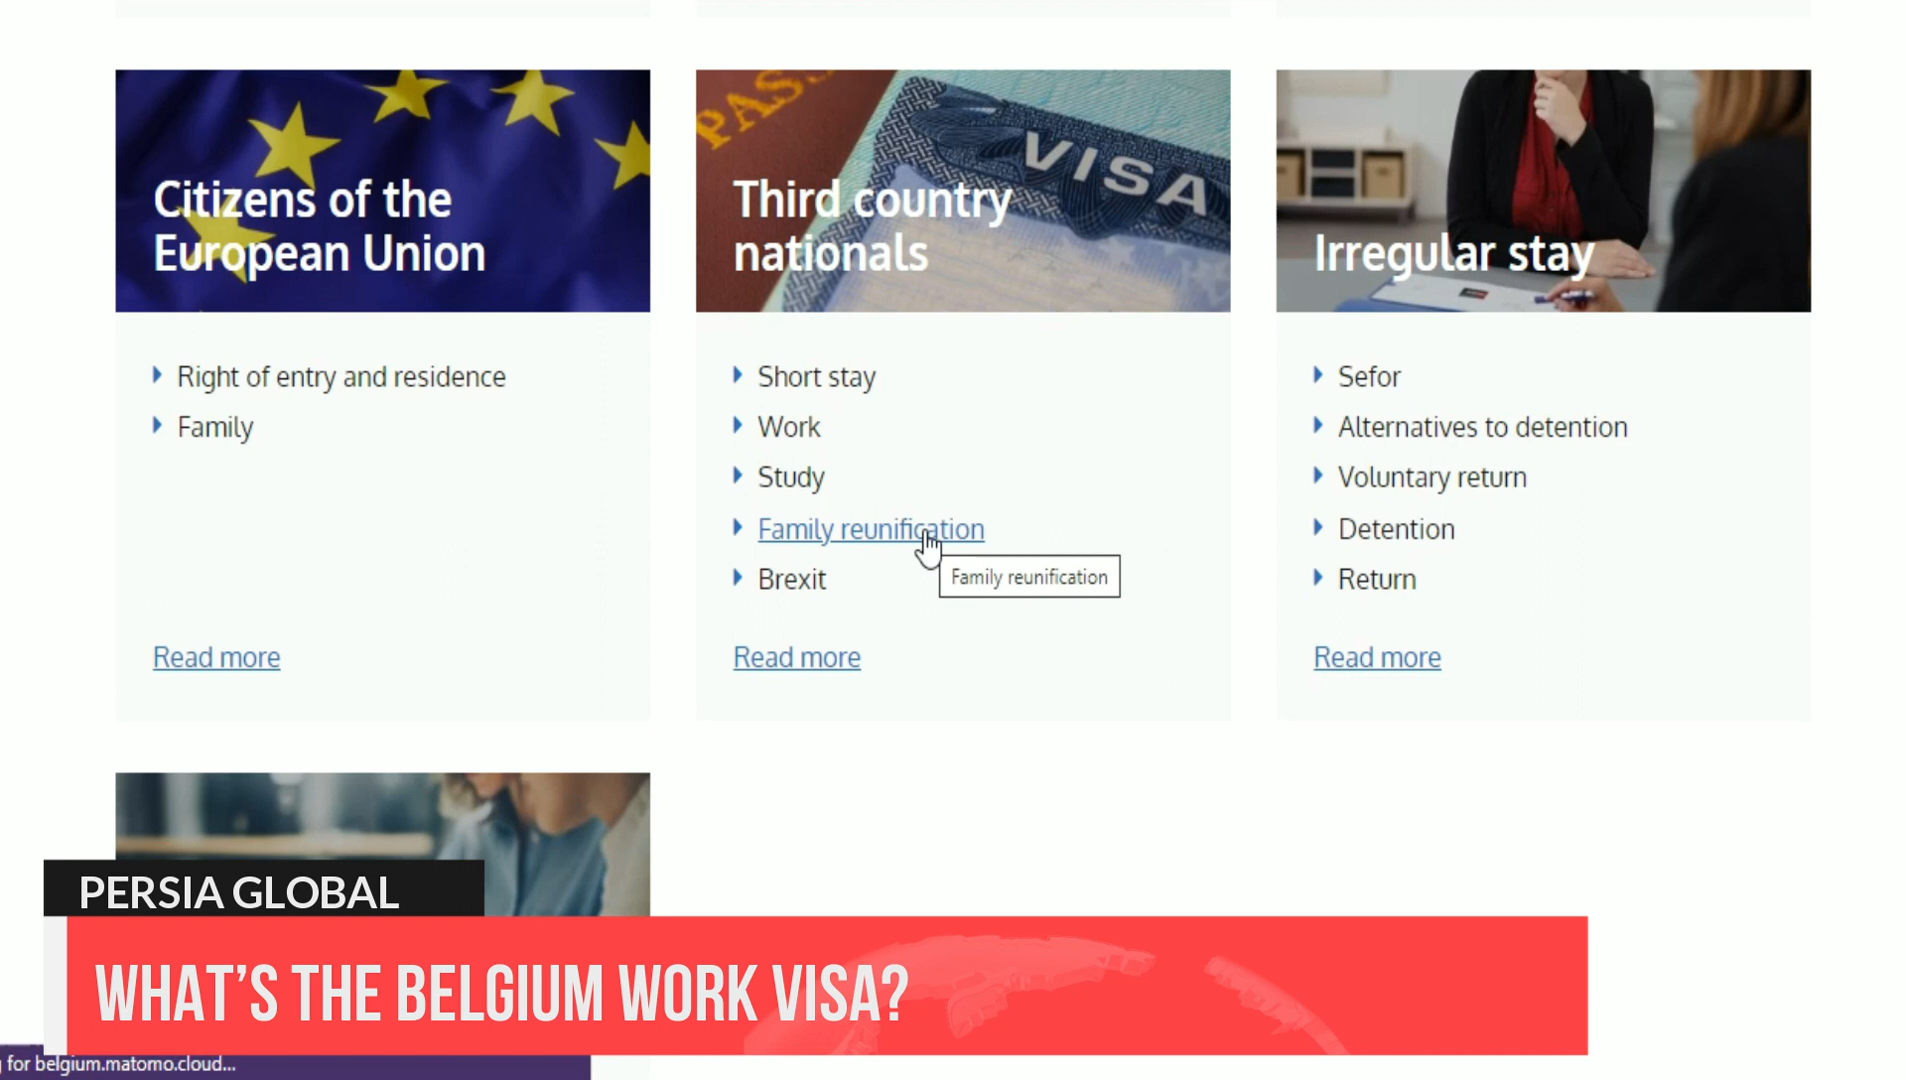 Citizens of the
European Union
Right of entry and residence
Family
Read more
PASS
VISA
Third country
nationals
Short stay
Work
Study
Family reunification
Family reunification
Brexit
Read more
Irregular stay
Sefor
Alternatives to detention
Voluntary return
Detention
Return
Read more
PERSIA GLOBAL
WHAT'S THE BELGIUM WORK VISA?
for belgium.matomo.cloud...